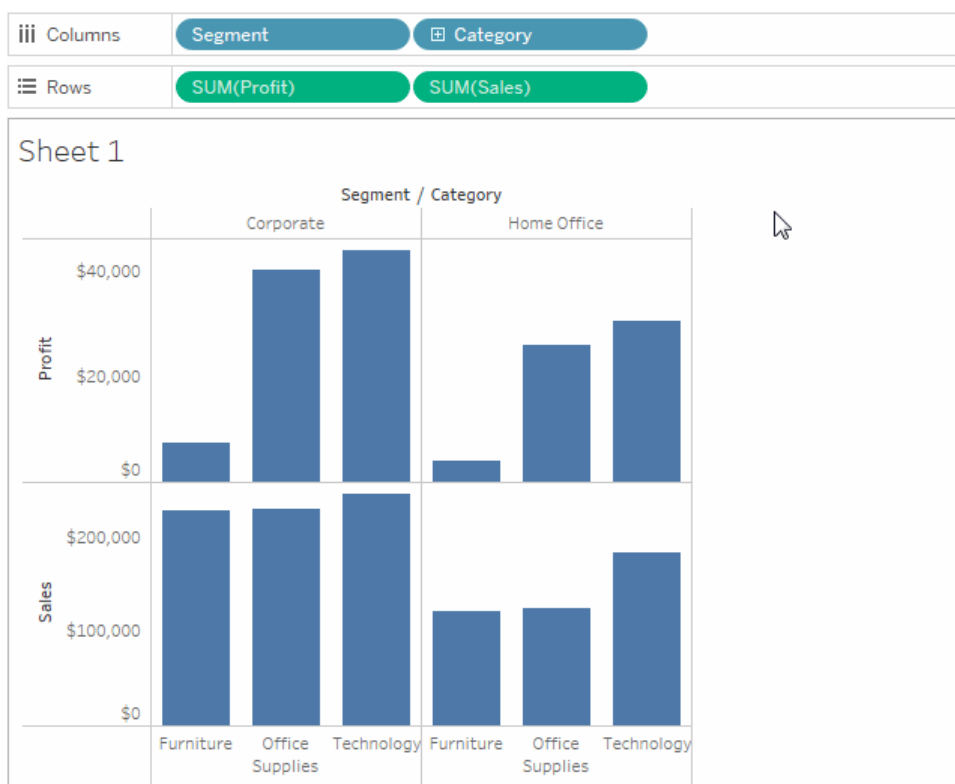 Columns Segment Category
Rows SUM(Profit) SUM(Sales)
Sheet 1
Segment / Category
Corporate Home Office
Profit
$40,000
$20,000
$0
Sales
$200,000
$100,000
$0
Furniture Office Technology Furniture Office Technology
Supplies Supplies